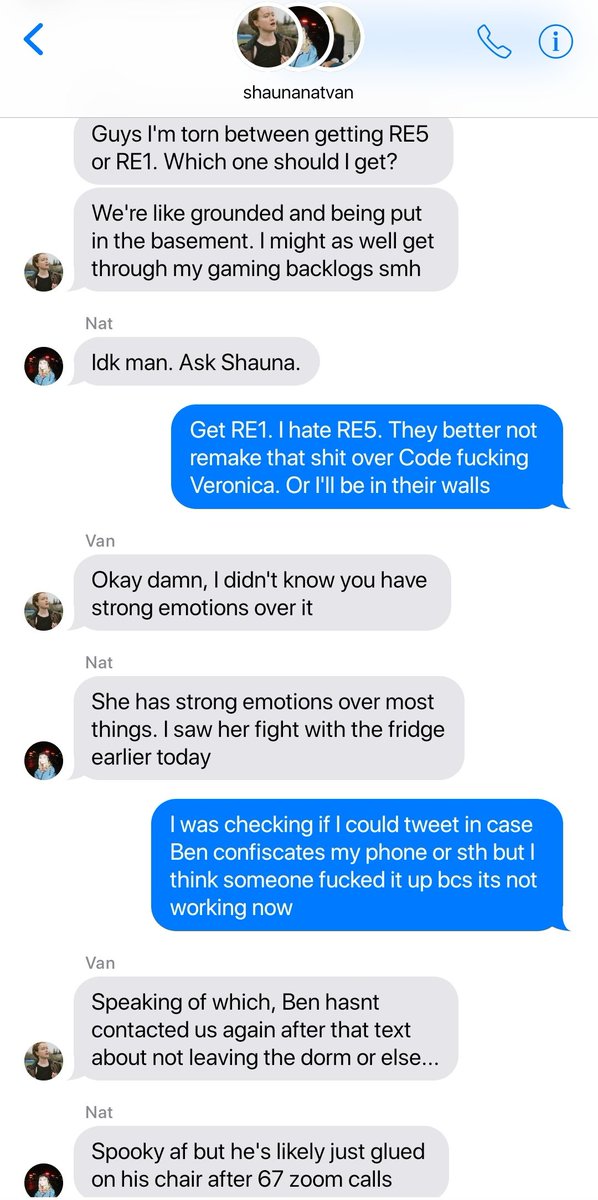 shaunanatvan
Guys I'm torn between getting RE5
or RE1. Which one should I get?
We're like grounded and being put
in the basement. I might as well get
through my gaming backlogs smh
Nat
Idk man. Ask Shauna.
Get RE1. I hate RE5. They better not
remake that shit over Code fucking
Veronica. Or I'll be in their walls
Van
Okay damn, I didn't know you have
strong emotions over it
Nat
She has strong emotions over most
things. I saw her fight with the fridge
earlier today
I was checking if I could tweet in case
Ben confiscates my phone or sth but I
think someone fucked it up bcs its not
working now
Van
Speaking of which, Ben hasnt
contacted us again after that text
about not leaving the dorm or else...
Nat
Spooky af but he's likely just glued
on his chair after 67 zoom calls